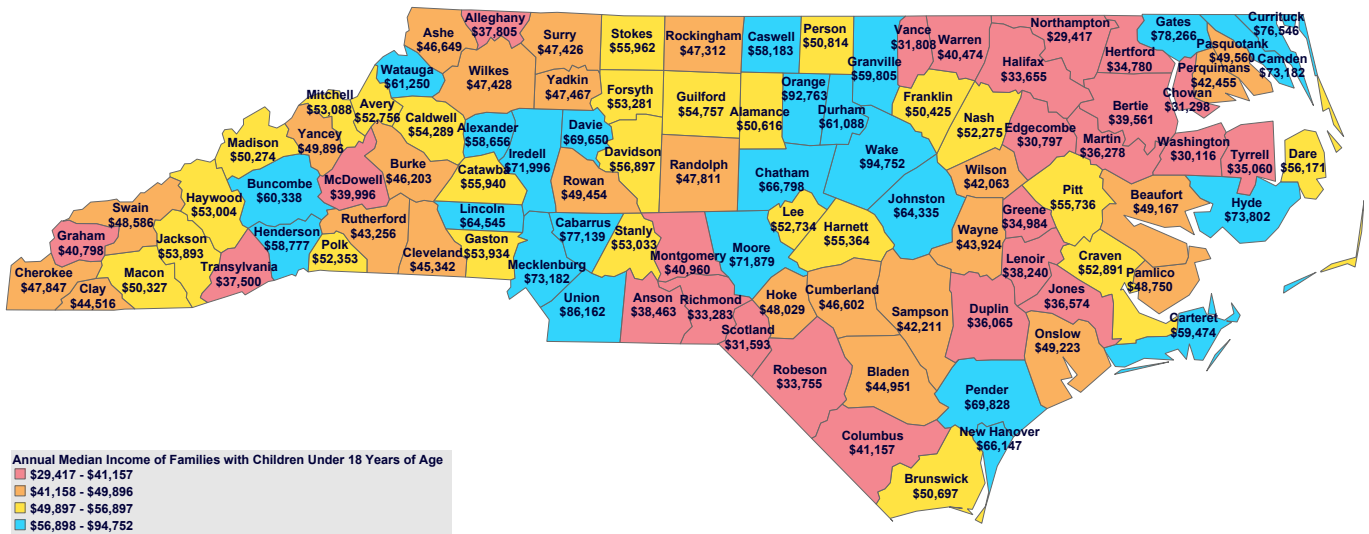 Alleghany
$37,805
Ashe
$46,649
Surry
$47,426
Stokes
$55,962
Rockingham
$47,312
Caswell
$58,183
Person
$50,814
Granville
$59,805
Vance
$31,808
Warren
$40,474
Northampton
$29,417
Halifax
$33,655
Hertford
$34,780
Gates
$78,266
Currituck
$76,546
Pasquotank
$49,560
Camden
$73,182
Perquimans
$42,455
Chowan
$31,298
Bertie
$39,561
Watauga
$61,250
Wilkes
$47,428
Yadkin
$47,467
Forsyth
$53,281
Guilford
$54,757
Alamance
$50,616
Orange
$92,763
Durham
$61,088
Franklin
$50,425
Nash
$52,275
Edgecombe
$30,797
Martin
$36,278
Washington
$30,116
Tyrrell
$35,060
Dare
$56,171
Mitchell
$53,088
Avery
$52,756
Caldwell
$54,289
Alexander
$58,656
Iredell
$71,996
Davie
$69,650
Davidson
$56,897
Randolph
$47,811
Chatham
$66,798
Wake
$94,752
Johnston
$64,335
Wilson
$42,063
Pitt
$55,736
Beaufort
$49,167
Hyde
$73,802
Madison
$50,274
Yancey
$49,896
McDowell
$39,996
Burke
$46,203
Catawba
$55,940
Rowan
$49,454
Haywood
$53,004
Buncombe
$60,338
Swain
$48,586
Graham
$40,798
Jackson
$53,893
Henderson
$58,777
Rutherford
$43,256
Polk
$52,353
Cleveland
$45,342
Lincoln
$64,545
Gaston
$53,934
Cabarrus
$77,139
Stanly
$53,033
Montgomery
$40,960
Moore
$71,879
Lee
$52,734
Harnett
$55,364
Wayne
$43,924
Greene
$34,984
Lenoir
$38,240
Craven
$52,891
Pamlico
$48,750
Jones
$36,574
Cherokee
$47,847
Clay
$44,516
Macon
$50,327
Transylvania
$37,500
Mecklenburg
$73,182
Union
$86,162
Anson
$38,463
Richmond
$33,283
Scotland
$31,593
Hoke
$48,029
Cumberland
$46,602
Sampson
$42,211
Duplin
$36,065
Onslow
$49,223
Carteret
$59,474
Robeson
$33,755
Bladen
$44,951
Pender
$69,828
Columbus
$41,157
New Hanover
$66,147
Brunswick
$50,697
Annual Median Income of Families with Children Under 18 Years of Age
$29,417 - $41,157
$41,158 - $49,896
$49,897 - $56,897
$56,898 - $94,752